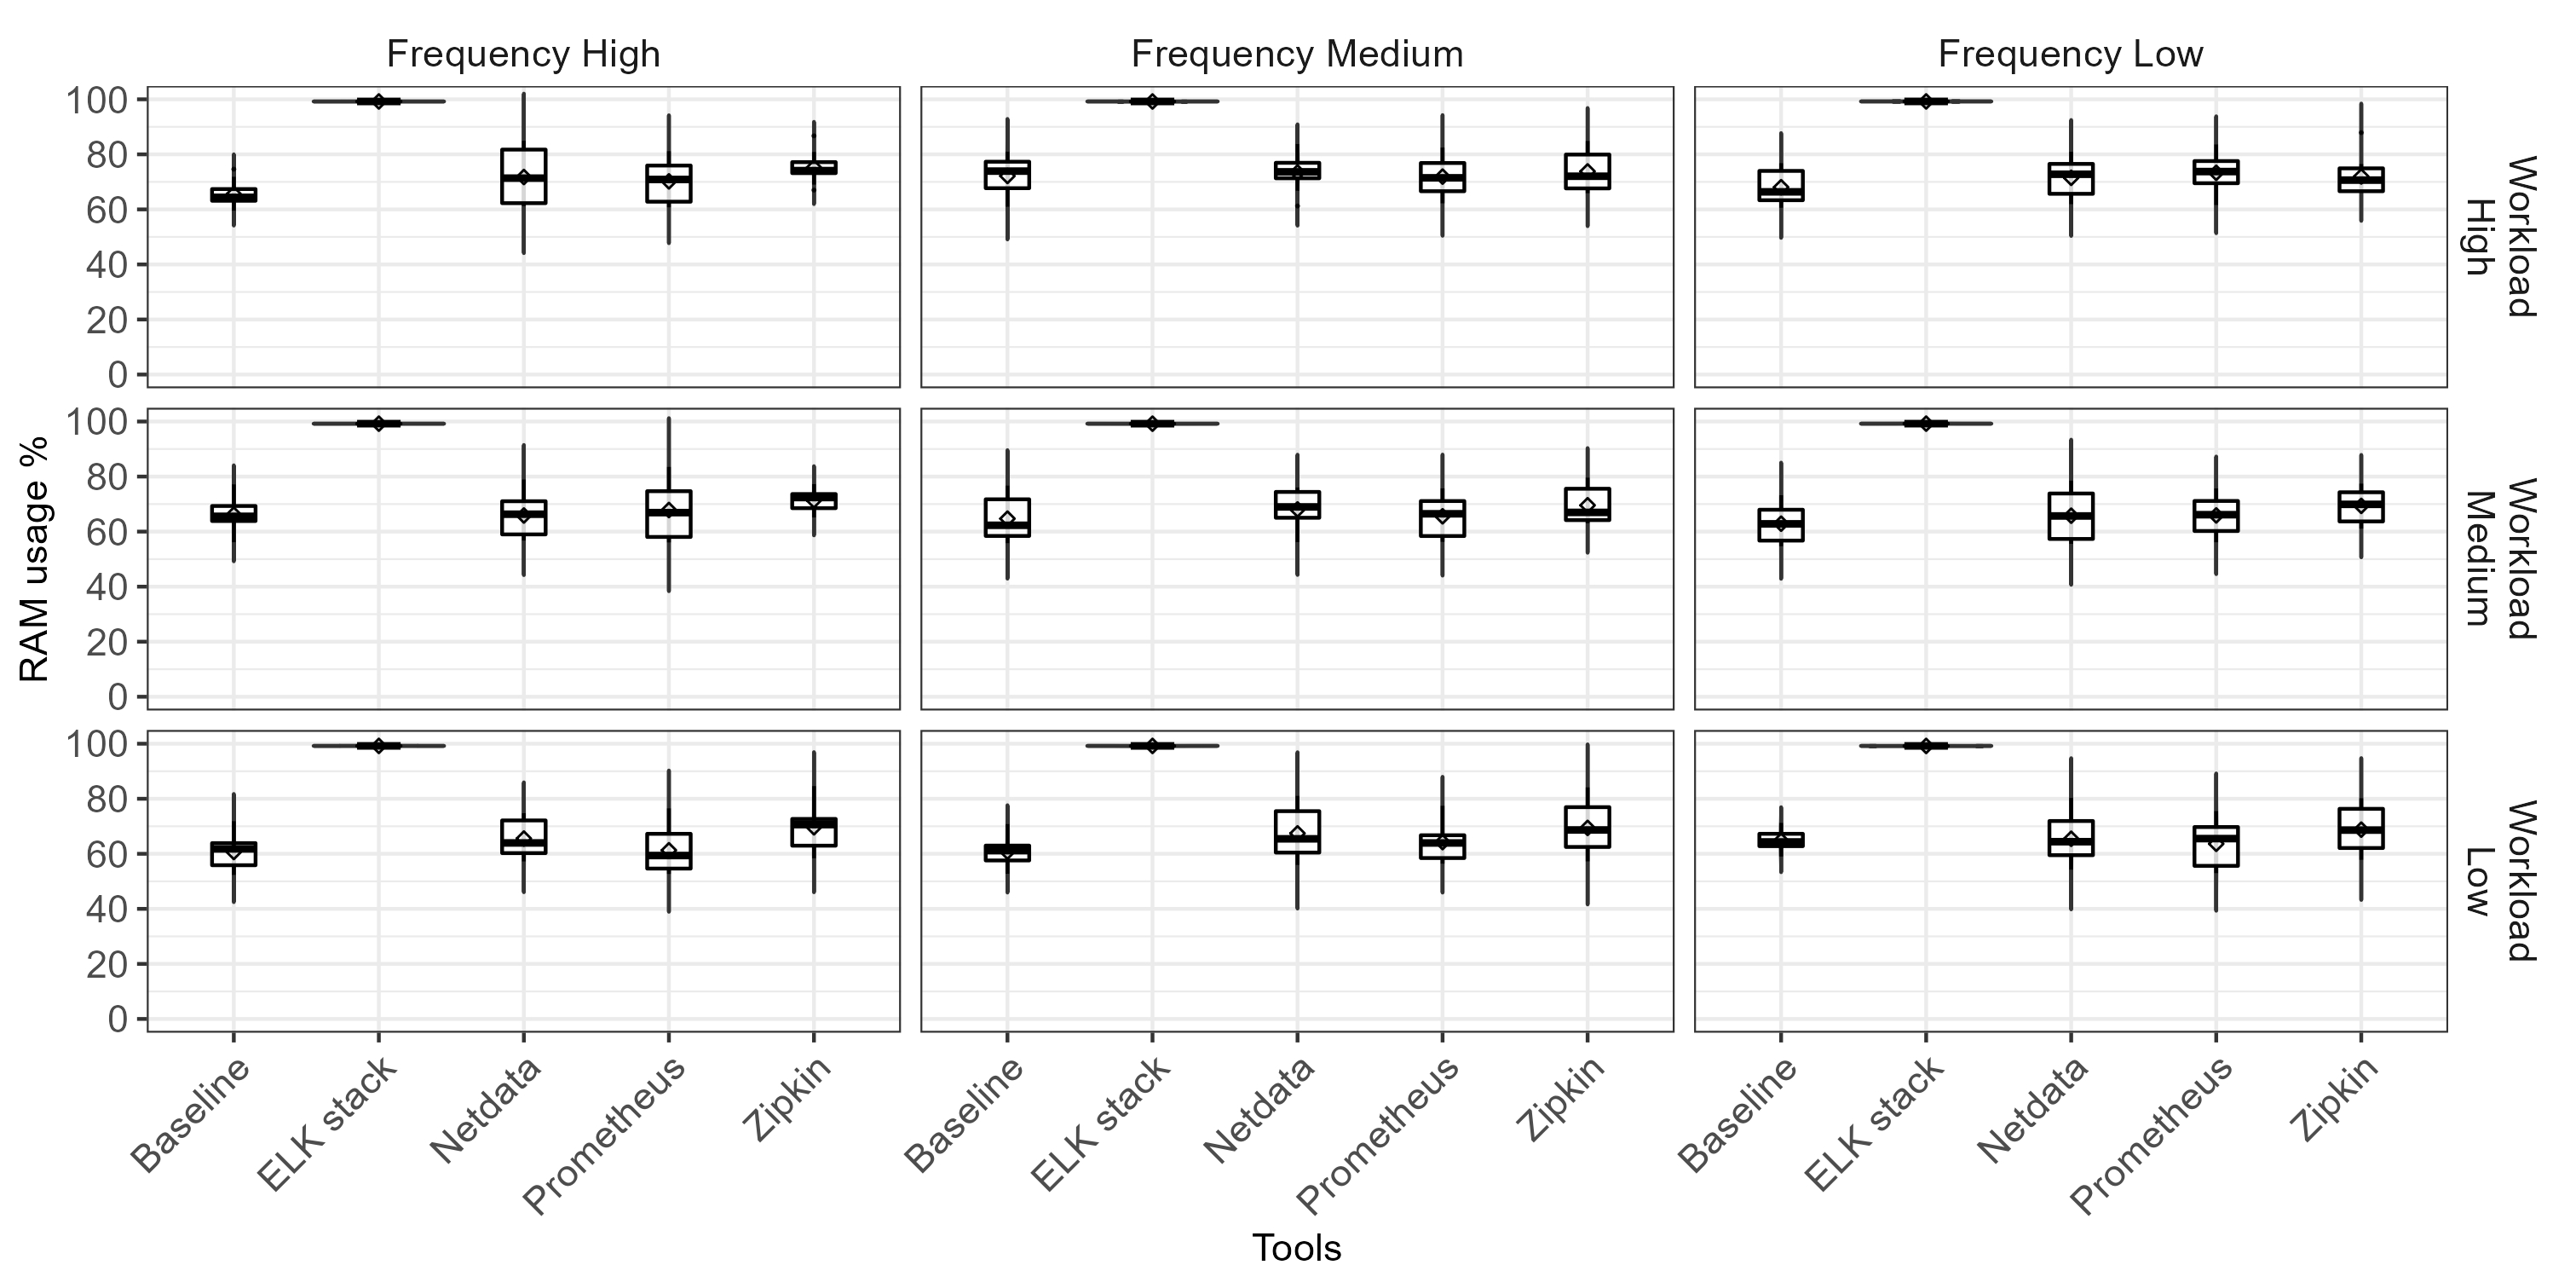 Frequency High
Frequency Medium
Frequency Low
100
80
60
40
20
0
Workload
High
RAM usage %
100
80
60
40
20
0
Workload
Medium
100
80
60
40
20
0
Workload
Low
Baseline
ELK stack
Netdata
Prometheus
Zipkin
Baseline
ELK stack
Netdata
Prometheus
Zipkin
Baseline
ELK stack
Netdata
Prometheus
Zipkin
Tools